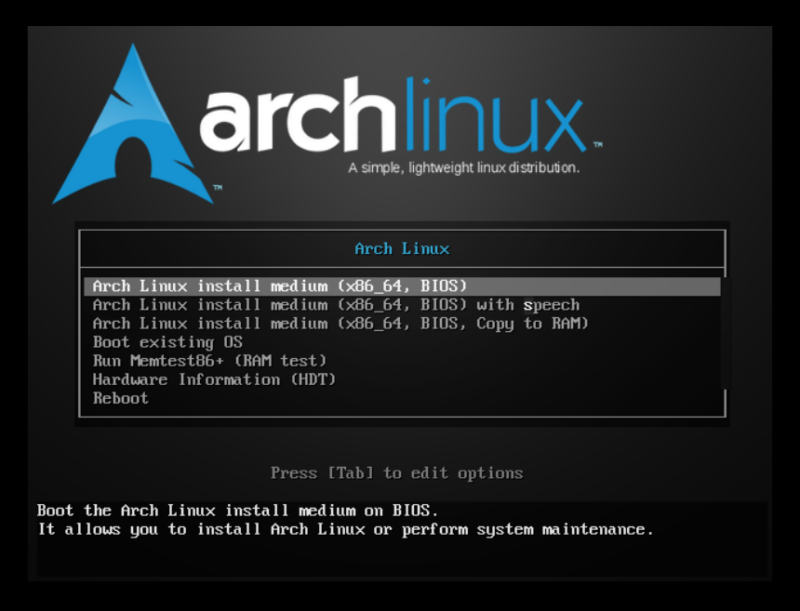 archlinux™
A simple, lightweight linux distribution.
™
Arch Linux
Arch Linux install medium (x86_64, BIOS)
Arch Linux install medium (x86_64, BIOS) with speech
Arch Linux install medium (x86_64, BIOS, Copy to RAM)
Boot existing OS
Run Memtest86+ (RAM test)
Hardware Information (HDT)
Reboot
Press [Tab] to edit options
Boot the Arch Linux install medium on BIOS.
It allows you to install Arch Linux or perform system maintenance.